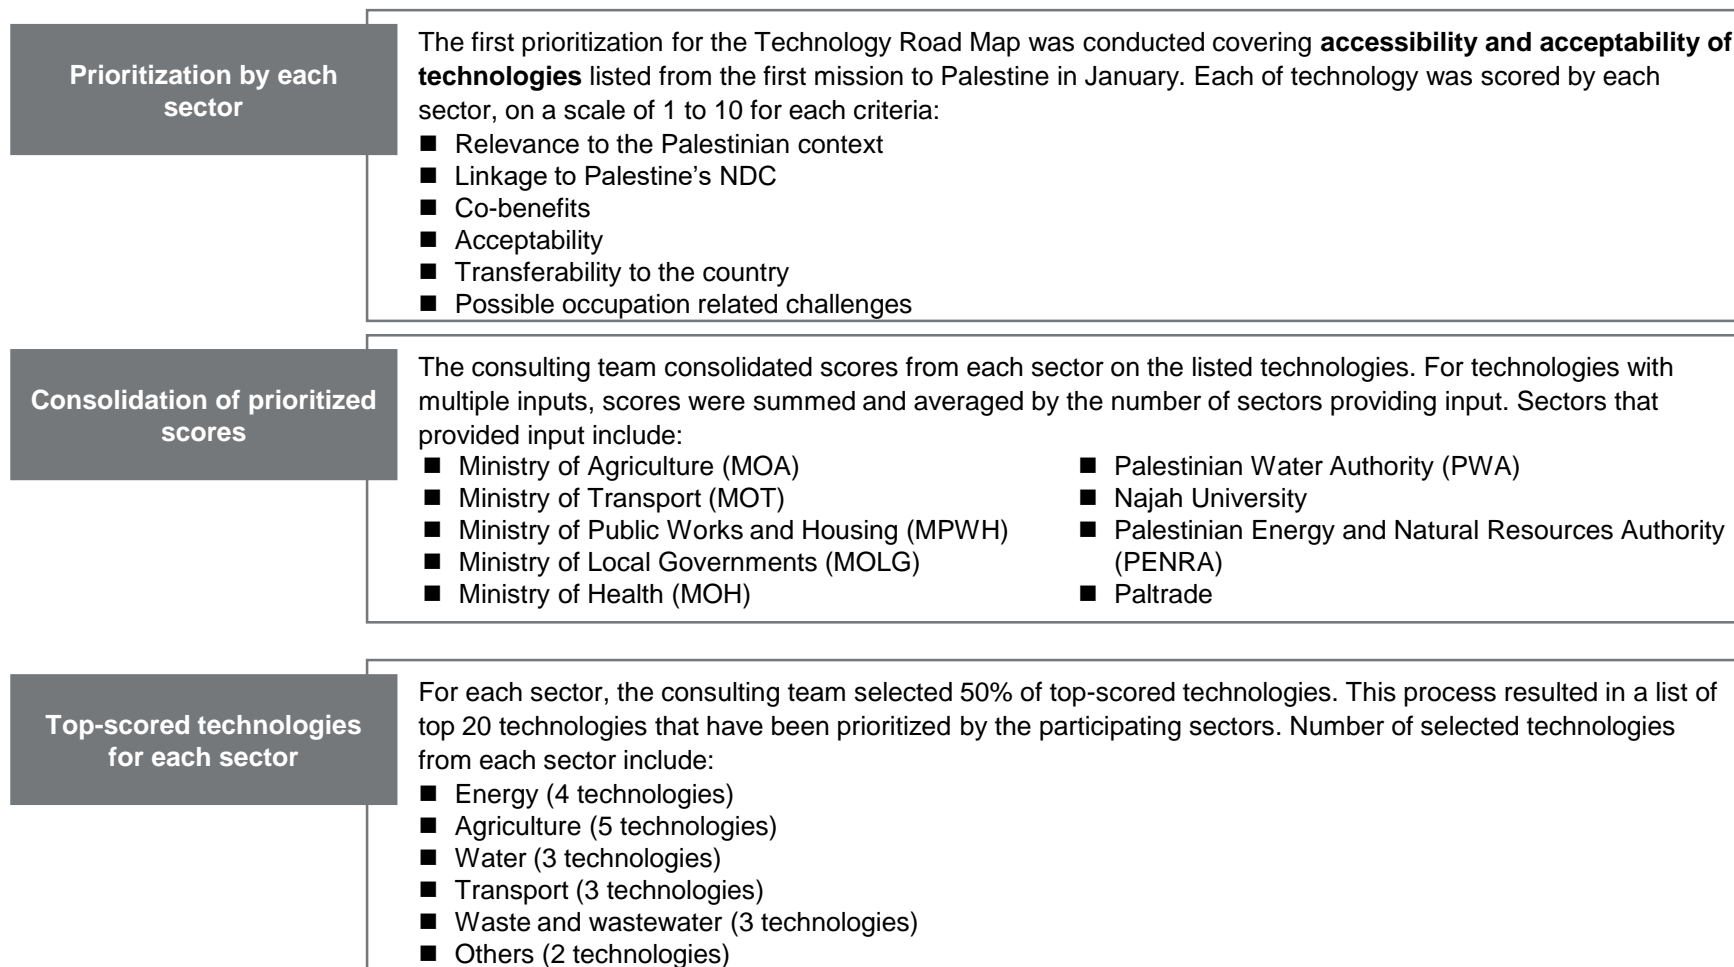 Prioritization by each
sector
The first prioritization for the Technology Road Map was conducted covering accessibility and acceptability of
technologies listed from the first mission to Palestine in January. Each of technology was scored by each
sector, on a scale of 1 to 10 for each criteria:
■ Relevance to the Palestinian context
■ Linkage to Palestine’s NDC
■ Co-benefits
■ Acceptability
■ Transferability to the country
■ Possible occupation related challenges
Consolidation of prioritized
scores
The consulting team consolidated scores from each sector on the listed technologies. For technologies with
multiple inputs, scores were summed and averaged by the number of sectors providing input. Sectors that
provided input include:
■ Ministry of Agriculture (MOA)
■ Ministry of Transport (MOT)
■ Ministry of Public Works and Housing (MPWH)
■ Ministry of Local Governments (MOLG)
■ Ministry of Health (MOH)
■ Palestinian Water Authority (PWA)
■ Najah University
■ Palestinian Energy and Natural Resources Authority
(PENRA)
■ Paltrade
Top-scored technologies
for each sector
For each sector, the consulting team selected 50% of top-scored technologies. This process resulted in a list of
top 20 technologies that have been prioritized by the participating sectors. Number of selected technologies
from each sector include:
■ Energy (4 technologies)
■ Agriculture (5 technologies)
■ Water (3 technologies)
■ Transport (3 technologies)
■ Waste and wastewater (3 technologies)
■ Others (2 technologies)